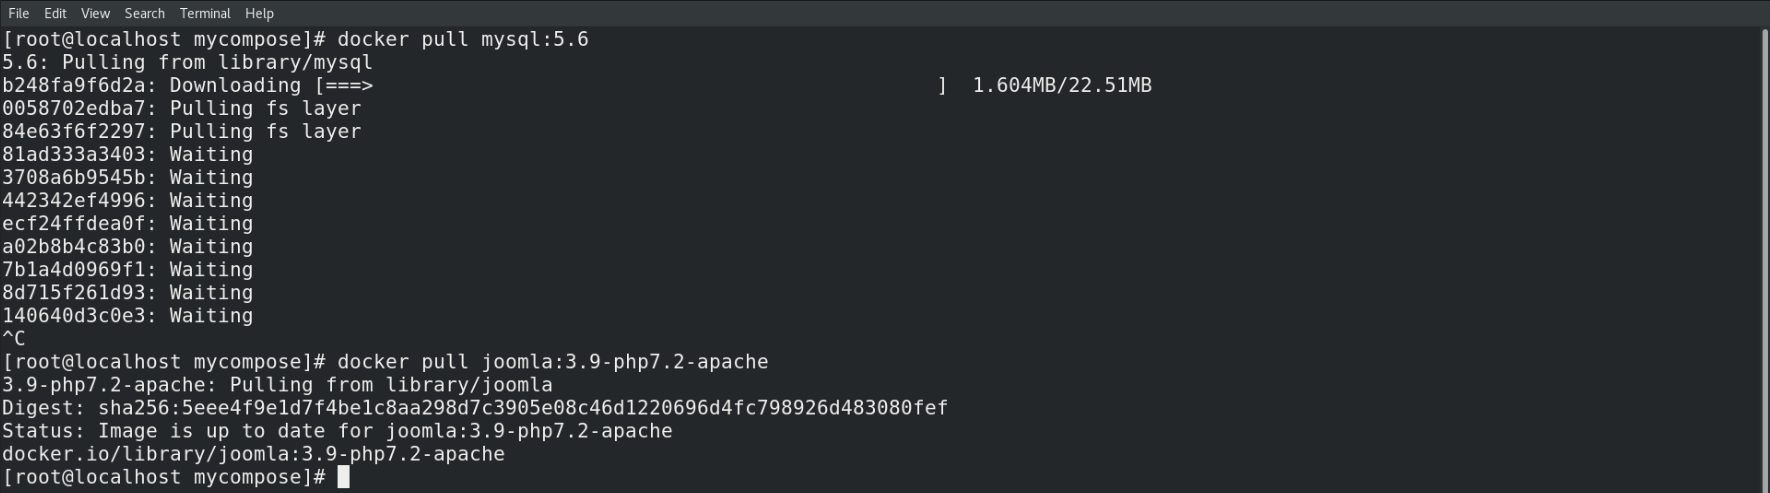 File Edit View Search Terminal Help
[root@localhost mycompose]# docker pull mysql:5.6
5.6: Pulling from library/mysql
b248fa9f6d2a: Downloading [===>                                               ]  1.604MB/22.51MB
0058702edba7: Pulling fs layer
84e63f6f2297: Pulling fs layer
81ad333a3403: Waiting
3708a6b9545b: Waiting
442342ef4996: Waiting
ecf24ffdea0f: Waiting
a02b8b4c83b0: Waiting
7b1a4d0969f1: Waiting
8d715f261d93: Waiting
140640d3c0e3: Waiting
^C
[root@localhost mycompose]# docker pull joomla:3.9-php7.2-apache
3.9-php7.2-apache: Pulling from library/joomla
Digest: sha256:5eee4f9e1d7f4be1c8aa298d7c3905e08c46d1220696d4fc798926d483080fef
Status: Image is up to date for joomla:3.9-php7.2-apache
docker.io/library/joomla:3.9-php7.2-apache
[root@localhost mycompose]#